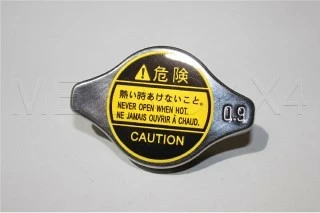 危険
熱い時あけないこと。
NEVER OPEN WHEN HOT.
NE JAMAIS OUVRIR À CHAUD.
CAUTION
0.9